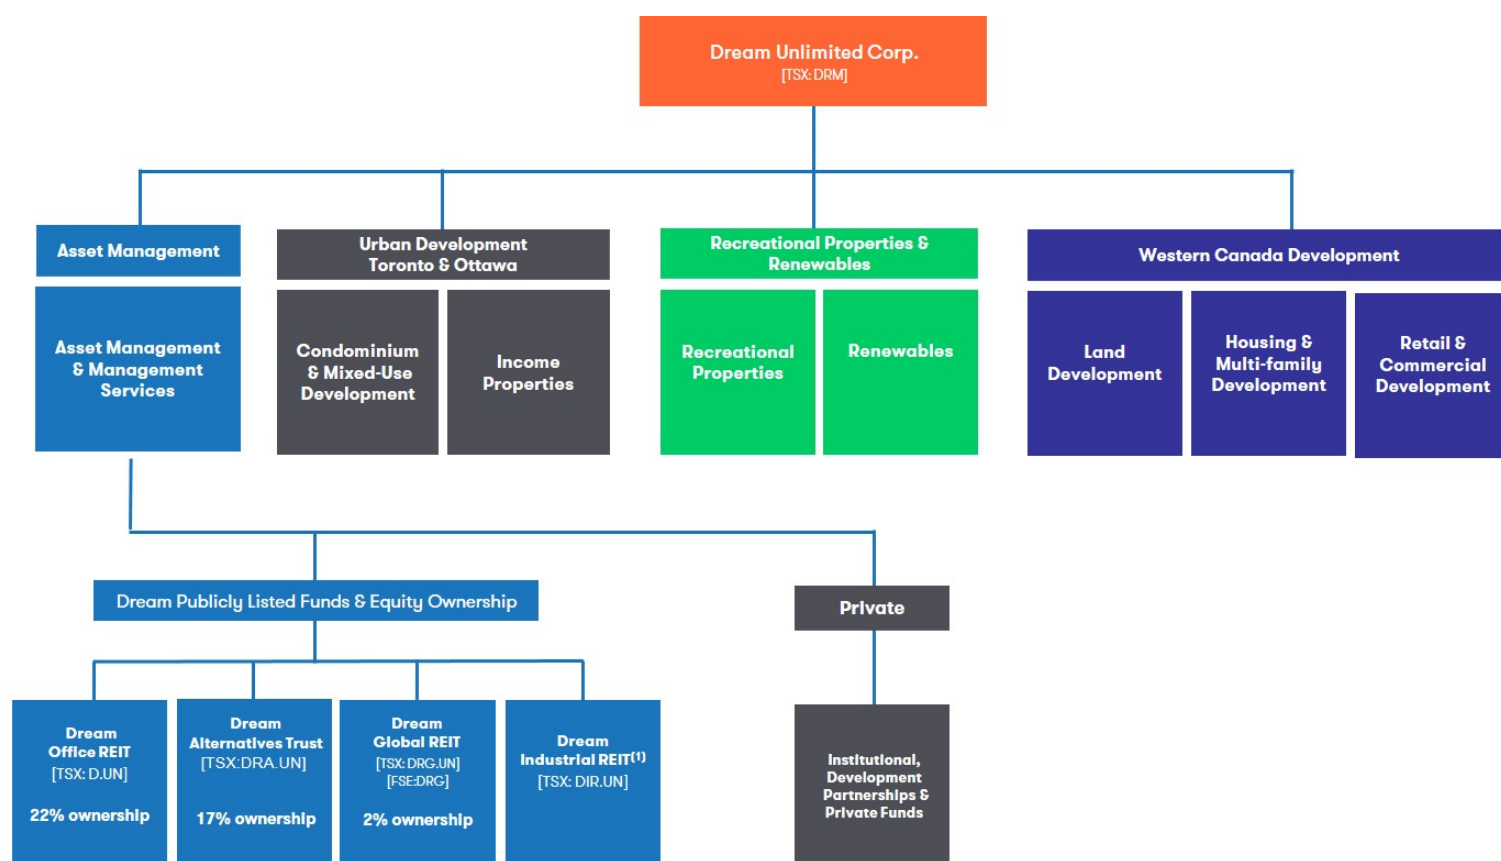 Dream Unlimited Corp.
[TSX: DRM]
Asset Management
Urban Development
Toronto & Ottawa
Recreational Properties &
Renewables
Western Canada Development
Asset Management
& Management
Services
Condominium
& Mixed-Use
Development
Income
Properties
Recreational
Properties
Renewables
Land
Development
Housing &
Multi-family
Development
Retail &
Commercial
Development
Dream Publicly Listed Funds & Equity Ownership
Private
Dream
Office REIT
[TSX: D.UN]
22% ownership
Dream
Alternatives Trust
[TSX:DRA.UN]
17% ownership
Dream
Global REIT
[TSX: DRG.UN]
[FSE:DRG]
2% ownership
Dream
Industrial REIT(1)
[TSX: DIR.UN]
Institutional,
Development
Partnerships &
Private Funds